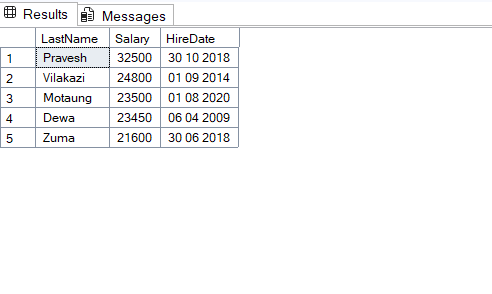 Results Messages
LastName Salary HireDate
1 Pravesh 32500 30 10 2018
2 Vilakazi 24800 01 09 2014
3 Motaung 23500 01 08 2020
4 Dewa 23450 06 04 2009
5 Zuma 21600 30 06 2018